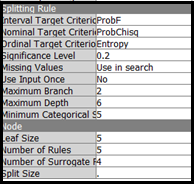 Splitting Rule
Interval Target Criterio ProbF
Nominal Target Criterio ProbChisq
Ordinal Target Criterio Entropy
Significance Level 0.2
Missing Values Use in search
Use Input Once No
Maximum Branch 2
Maximum Depth 6
Minimum Categorical S 5
Node
Leaf Size 5
Number of Rules 5
Number of Surrogate R 4
Split Size .